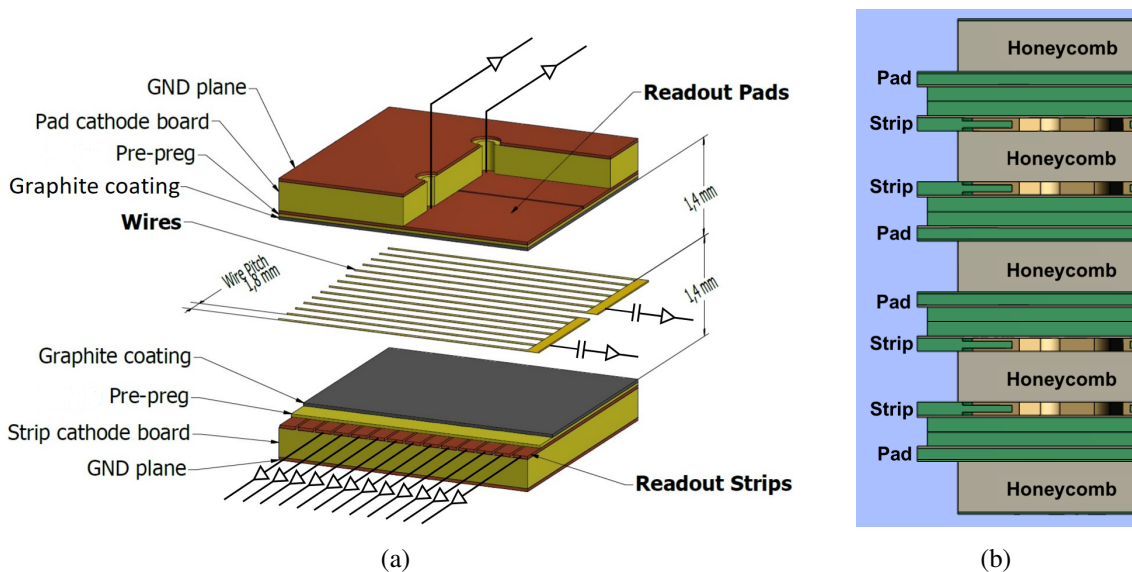 GND plane
Pad cathode board
Pre-preg
Graphite coating
Wires
Readout Pads
1,4 mm
Wire Pitch
1,8 mm
1,4 mm
Graphite coating
Pre-preg
Strip cathode board
GND plane
Readout Strips
(a)
Honeycomb
Pad
Strip
Honeycomb
Strip
Pad
Honeycomb
Pad
Strip
Honeycomb
Strip
Pad
Honeycomb
(b)